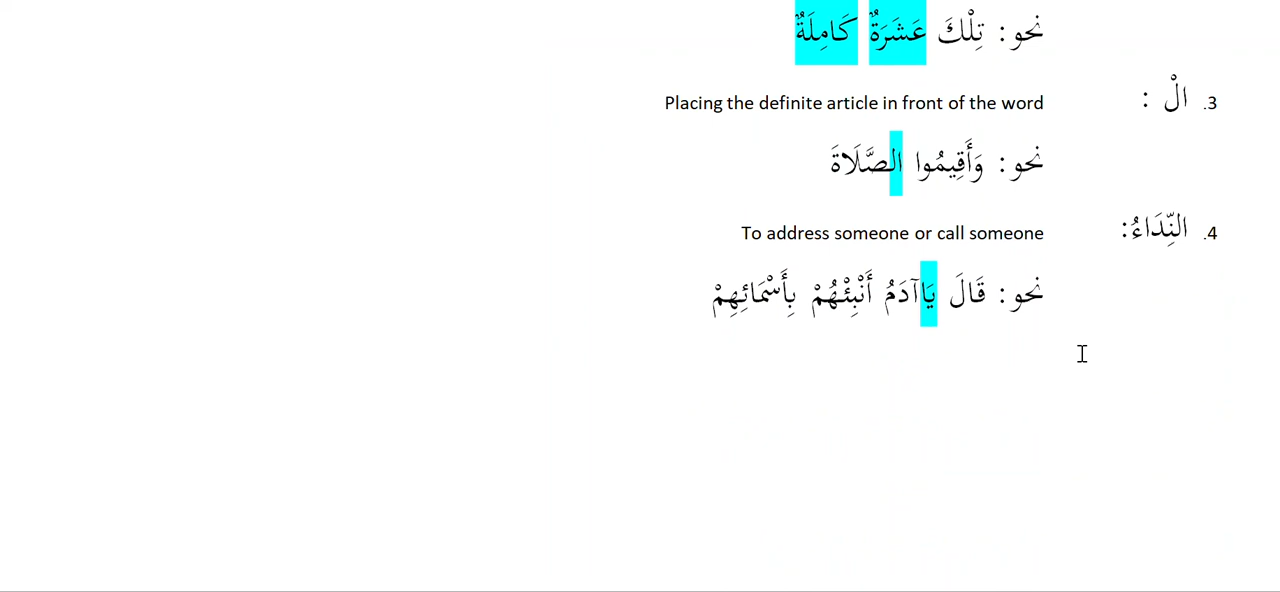 نحو: تِلْكَ عَشَرَةٌ كَامِلَةٌ
3. الْ : Placing the definite article in front of the word
نحو: وَأَقِيمُوا الصَّلَاةَ
4. النِّدَاءُ: To address someone or call someone
نحو: قَالَ يَاآدَمُ أَنْبِئْهُمْ بِأَسْمَائِهِمْ